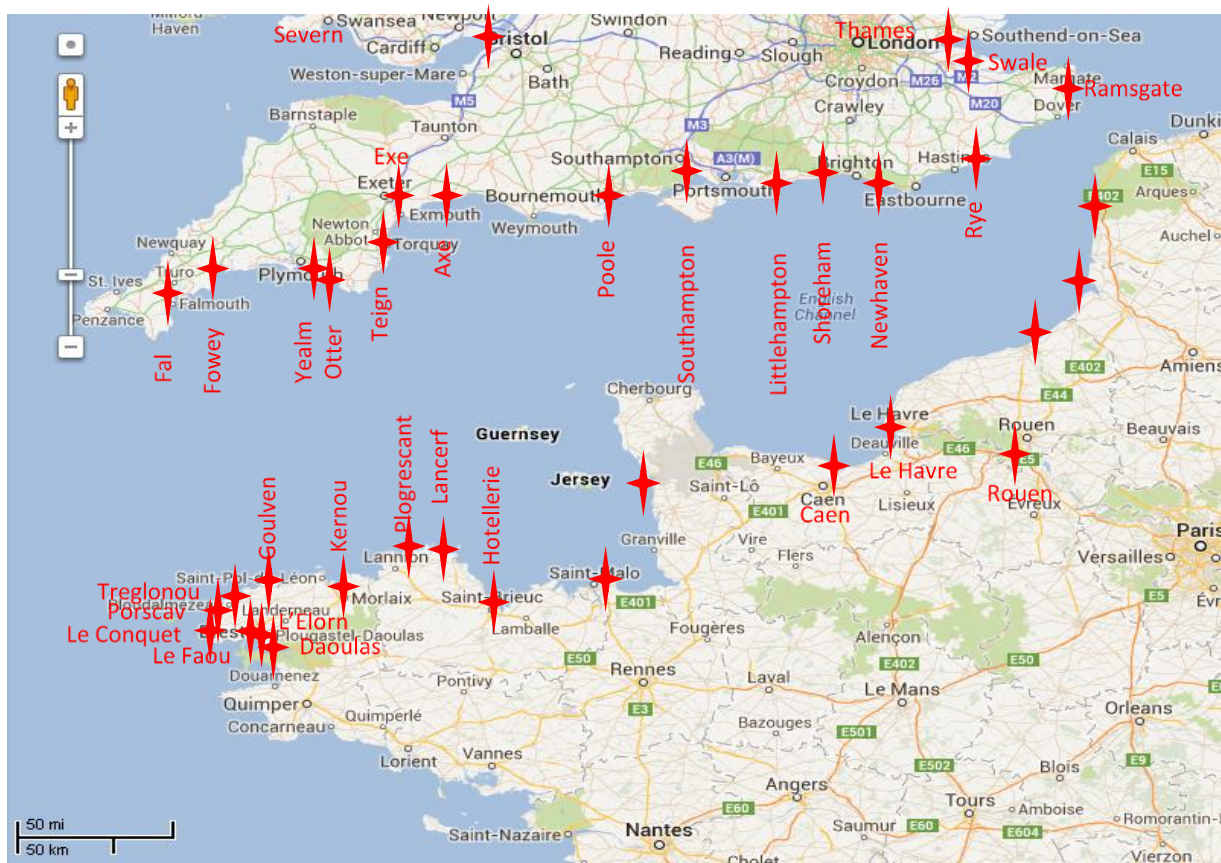 Milford Haven
Swansea
Newport
Swindon
Severn
Cardiff
Bristol
Reading
Slough
Thames
London
Southend-on-Sea
Weston-super-Mare
Bath
Croydon
M26
M2
Swale
Margate
Ramsgate
M5
M20
Crawley
Dover
Barnstaple
Taunton
M3
Calais
Dunki
Exe
Southampton
A3(M)
Brighton
Hastings
E15
Exeter
Bournemouth
Portsmouth
Eastbourne
E402
Arques
Exmouth
Weymouth
Newton Abbot
Torquay
Axe
Poole
Rye
Auchel
Newquay
Truro
Plymouth
St. Ives
Falmouth
Penzance
English Channel
Fal
Fowey
Yealm
Otter
Teign
Southampton
Littlehampton
Shoreham
Newhaven
E402
Amiens
Cherbourg
E44
Le Havre
Rouen
Beauvais
Guernsey
Deauville
E46
E5
Bayeux
Le Havre
Jersey
E46
Saint-Lô
Caen
Caen
Lisieux
Rouen
Évreux
E401
Paris
Plogrescant
Lancerf
Hotellerie
Goulven
Kernou
Granville
Vire
Flers
Versailles
Lannion
Saint-Pol-de-Léon
Saint-Malo
E401
E5
Évr
Treglonou
Ploudalmézeau
Morlaix
Saint-Brieuc
Porscav
Landerneau
L'Elorn
Lamballe
Fougères
Alençon
Le Conquet
Brest
Plougastel-Daoulas
Le Faou
Daoulas
E50
E402
E50
Douarnenez
Rennes
Laval
Le Mans
Pontivy
Quimper
Quimperlé
E3
Orleans
Concarneau
Bazouges
E501
Lorient
Vannes
E502
E9
Blois
Angers
E60
E60
Tours
Amboise
50 mi
50 km
Saint-Nazaire
Nantes
Saumur
E60
E604
Romorantin-
Cholet
Vierzon